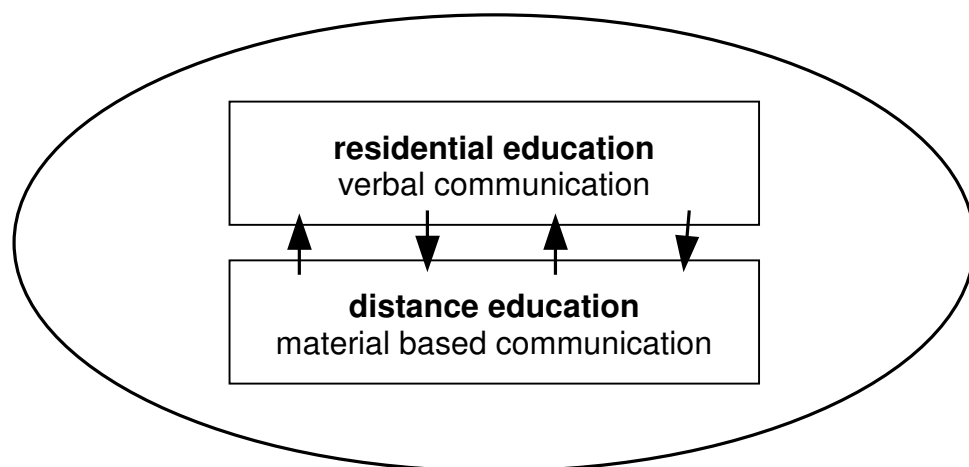 residential education
verbal communication
distance education
material based communication